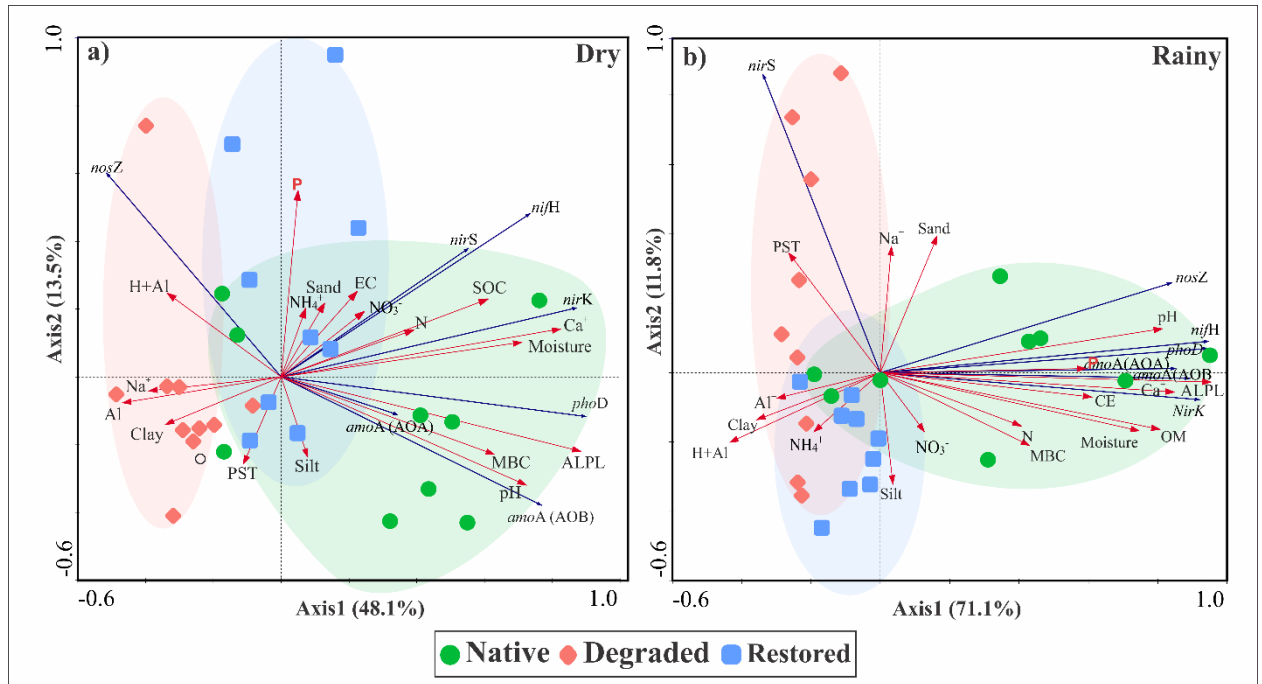 a)
Dry
1.0
Axis2 (13.5%)
-0.6
nosZ
P
nifH
nirS
H+Al
Sand
EC
SOC
NH₄⁺
NO₃⁻
nirK
N
Ca⁺
Moisture
Na⁺
Al
phoD
Clay
amoA (AOA)
PST
Silt
MBC
ALPL
pH
amoA (AOB)
-0.6
Axis1 (48.1%)
1.0
b)
Rainy
1.0
Axis2 (11.8%)
-0.6
nirS
PST
Na⁻
Sand
nosZ
pH
nifH
phoD
P
amoA(AOA)
amoA(AOB
Al⁻
Ca⁻
ALPL
CE
NirK
Clay
NH₄⁺
NO₃⁻
N
Moisture
OM
H+Al
MBC
Silt
-0.6
Axis1 (71.1%)
1.0
Native Degraded Restored